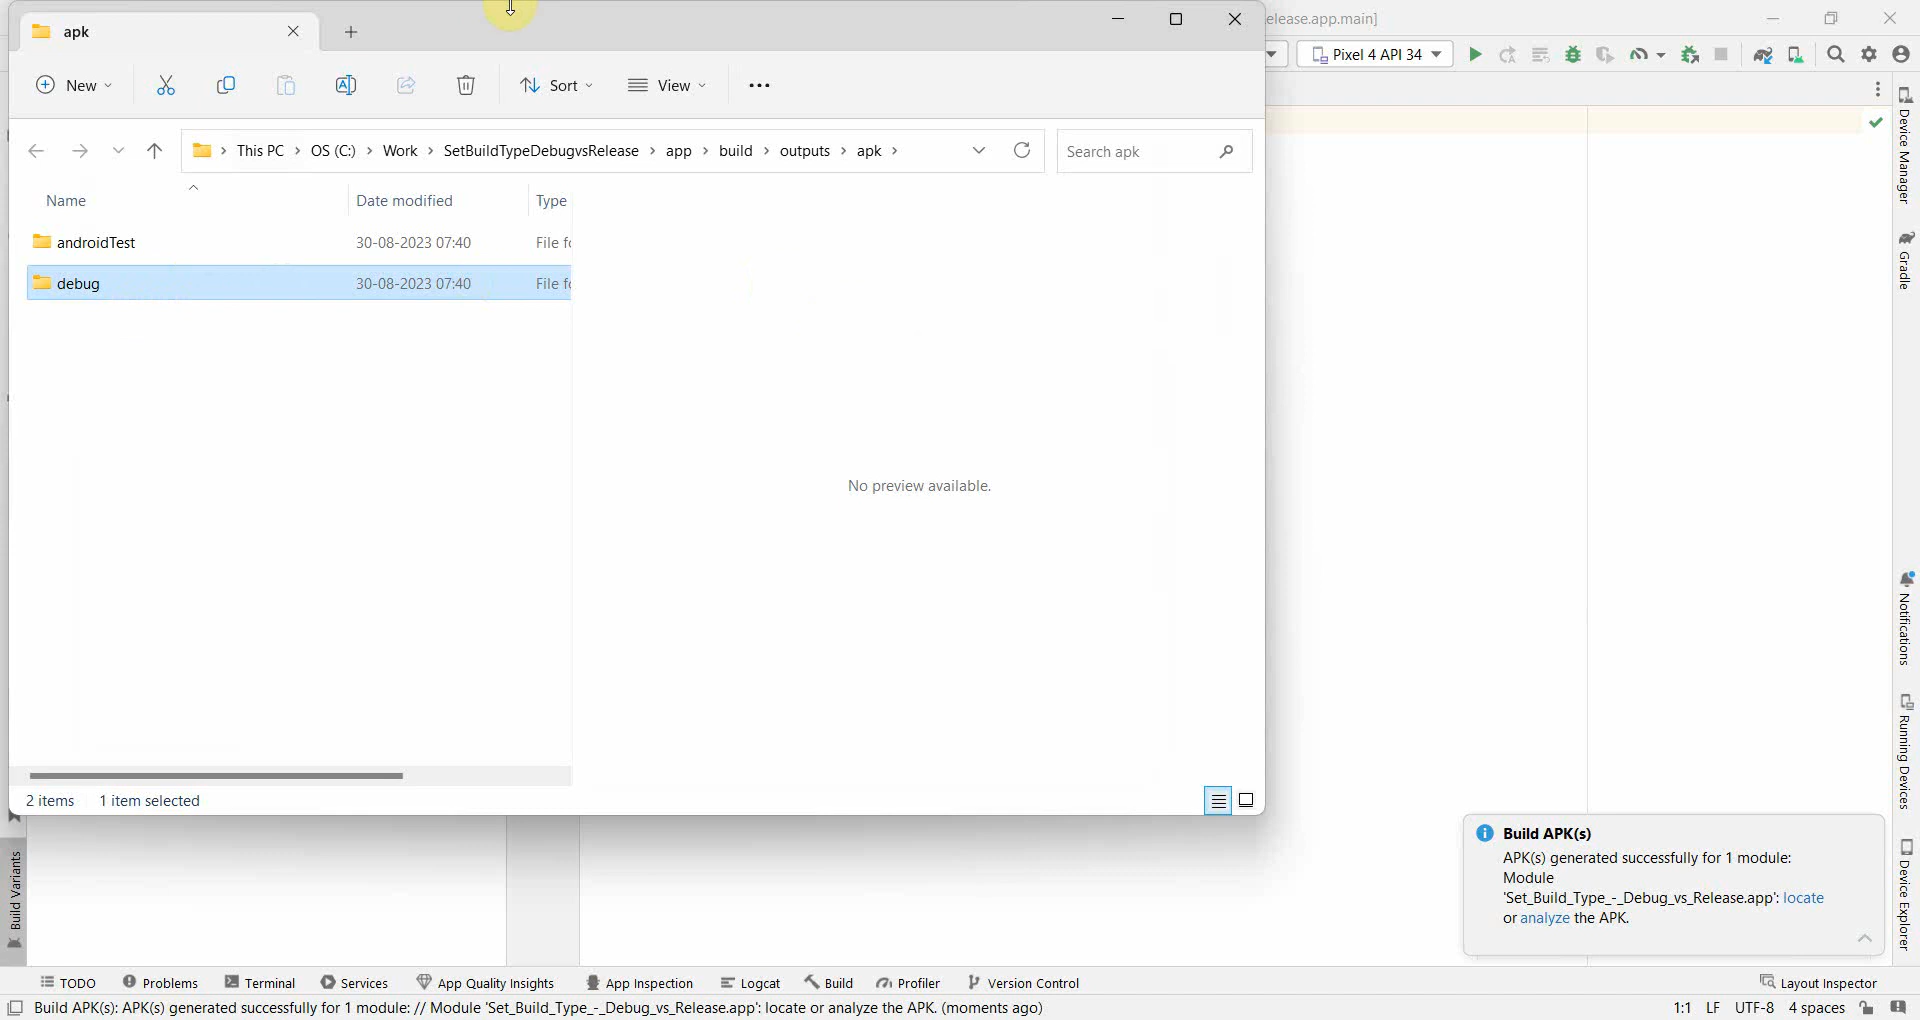 apk
elease.app.main]
Pixel 4 API 34
New
Sort
View
This PC > OS (C:) > Work > SetBuildTypeDebugvsRelease > app > build > outputs > apk >
Search apk
Name
Date modified
Type
androidTest
30-08-2023 07:40
File fo
debug
30-08-2023 07:40
File fo
No preview available.
2 items
1 item selected
Device Manager
Gradle
Notifications
Running Devices
Device Explorer
Build Variants
Build APK(s)
APK(s) generated successfully for 1 module:
Module
'Set_Build_Type_-_Debug_vs_Release.app': locate
or analyze the APK.
TODO
Problems
Terminal
Services
App Quality Insights
App Inspection
Logcat
Build
Profiler
Version Control
Layout Inspector
Build APK(s): APK(s) generated successfully for 1 module: // Module 'Set_Build_Type_-_Debug_vs_Release.app': locate or analyze the APK. (moments ago)
1:1
LF
UTF-8
4 spaces